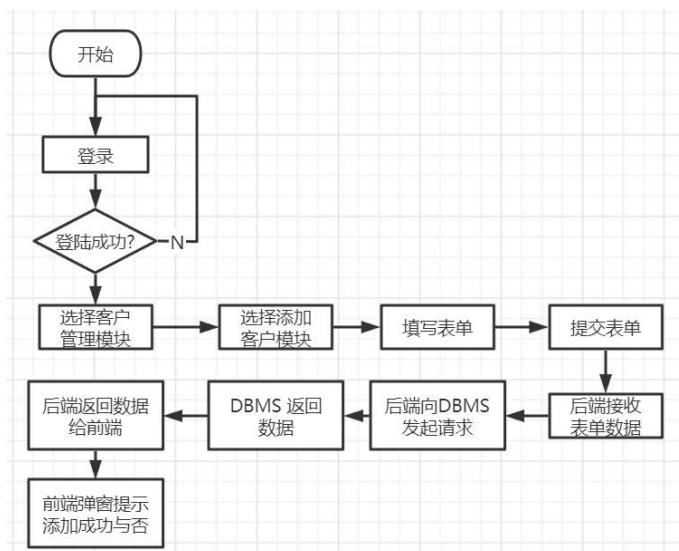 开始
登录
登陆成功?
N
选择客户
管理模块
选择添加
客户模块
填写表单
提交表单
后端接收
表单数据
后端向DBMS
发起请求
DBMS 返回
数据
后端返回数据
给前端
前端弹窗提示
添加成功与否